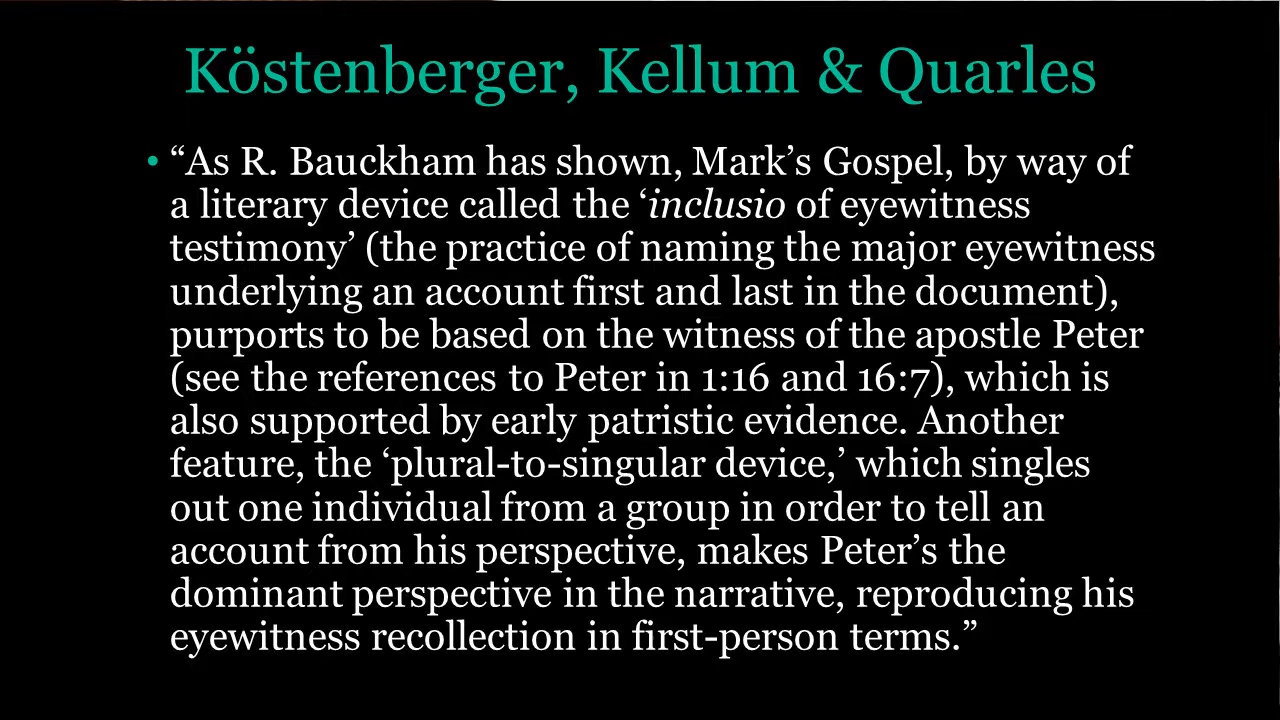 Köstenberger, Kellum & Quarles
• “As R. Bauckham has shown, Mark’s Gospel, by way of
a literary device called the ‘inclusio of eyewitness
testimony’ (the practice of naming the major eyewitness
underlying an account first and last in the document),
purports to be based on the witness of the apostle Peter
(see the references to Peter in 1:16 and 16:7), which is
also supported by early patristic evidence. Another
feature, the ‘plural-to-singular device,’ which singles
out one individual from a group in order to tell an
account from his perspective, makes Peter’s the
dominant perspective in the narrative, reproducing his
eyewitness recollection in first-person terms.”